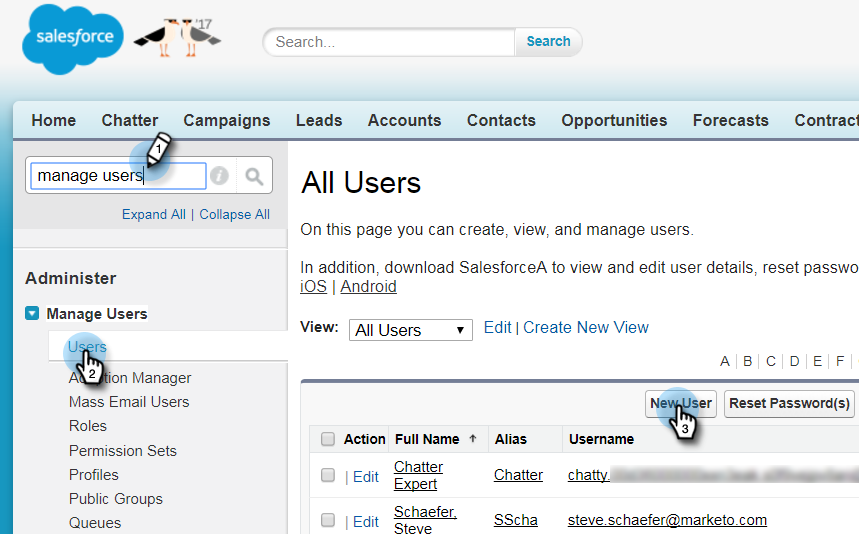 salesforce
'17
Search...
Search
Home Chatter Campaigns Leads Accounts Contacts Opportunities Forecasts Contract
1
manage users
i
Expand All | Collapse All
Administer
Manage Users
Users
2
Mass Email Users
Manager
Roles
Permission Sets
Profiles
Public Groups
Queues
All Users
On this page you can create, view, and manage users.
In addition, download SalesforceA to view and edit user details, reset passwo
iOS | Android
View: All Users Edit | Create New View
A | B | C | D | E | F
New User Reset Password(s)
3
Action Full Name Alias Username
| Edit Chatter Expert Chatter chatty.
| Edit Schaefer, Steve SScha steve.schaefer@marketo.com